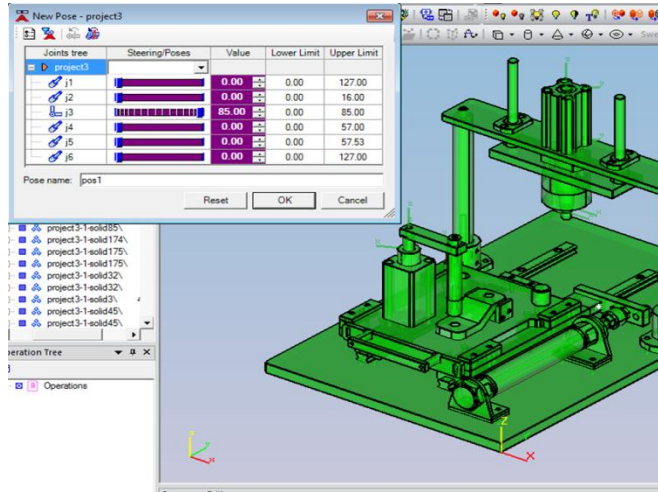 New Pose - project3
Joints tree Steering/Poses Value Lower Limit Upper Limit
project3
j1 0.00 0.00 127.00
j2 0.00 0.00 16.00
j3 85.00 0.00 85.00
j4 0.00 0.00 57.00
j5 0.00 0.00 57.53
j6 0.00 0.00 127.00
Pose name: pos1
Reset OK Cancel
project3-1-solid85\
project3-1-solid174\
project3-1-solid175\
project3-1-solid175\
project3-1-solid32\
project3-1-solid32\
project3-1-solid3\
project3-1-solid45\
project3-1-solid45\
peration Tree
Operations
Swee
Z
X